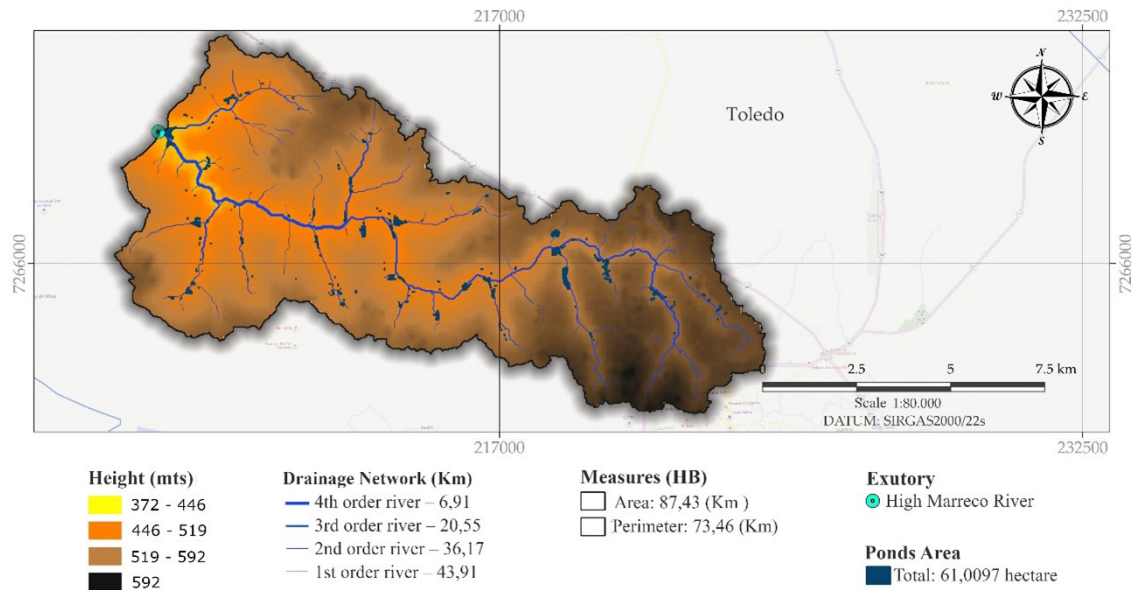 217000
232500
N
W
E
S
Toledo
7266000
7266000
0
2.5
5
7.5 km
Scale 1:80.000
DATUM: SIRGAS2000/22s
217000
232500
Height (mts)
372 - 446
446 - 519
519 - 592
592
Drainage Network (Km)
4th order river – 6,91
3rd order river – 20,55
2nd order river – 36,17
1st order river – 43,91
Measures (HB)
Area: 87,43 (Km )
Perimeter: 73,46 (Km)
Exutory
High Marreco River
Ponds Area
Total: 61,0097 hectare